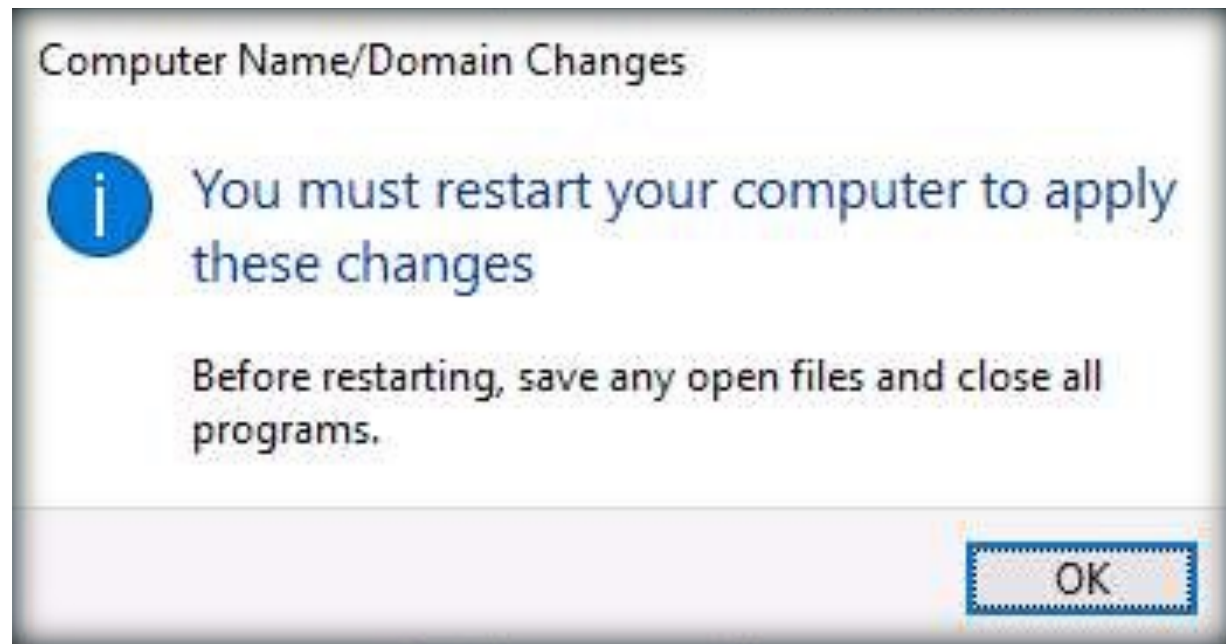 Computer Name/Domain Changes
You must restart your computer to apply
these changes
Before restarting, save any open files and close all
programs.
OK